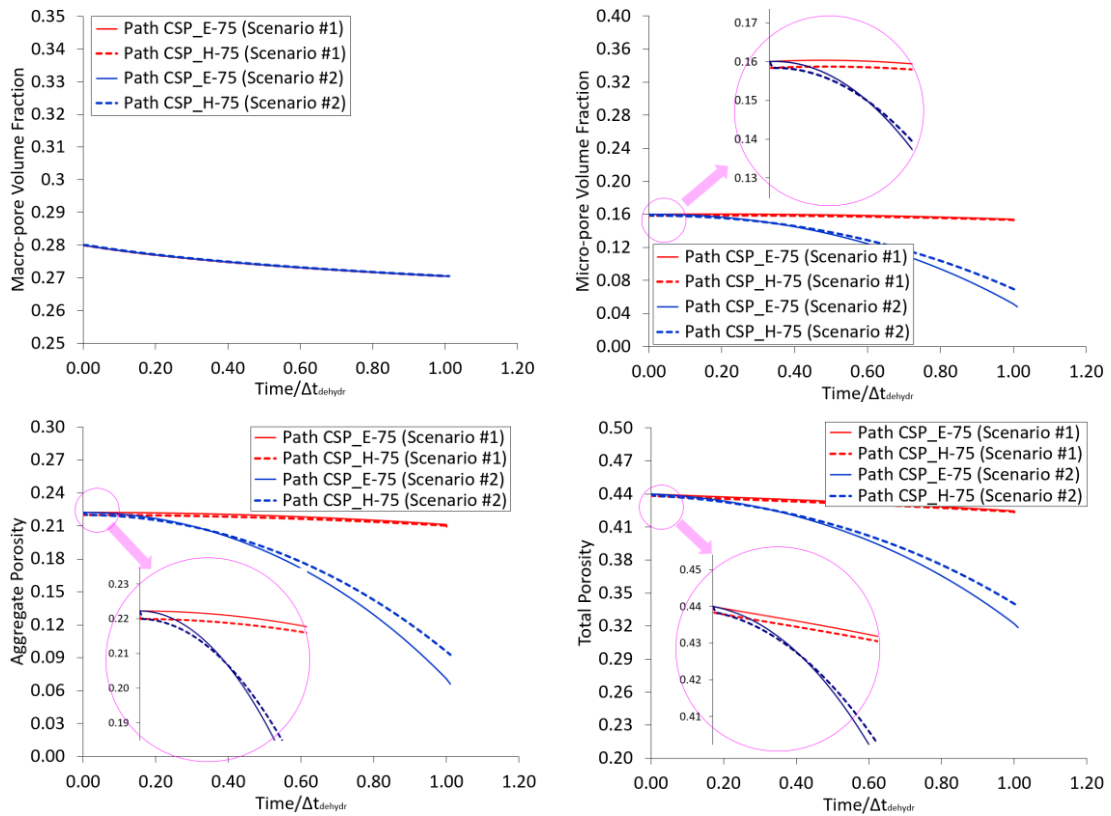 Macro-pore Volume Fraction
0.35
0.34
0.33
0.32
0.3
0.29
0.28
0.27
0.26
0.25
Path CSP_E-75 (Scenario #1)
Path CSP_H-75 (Scenario #1)
Path CSP_E-75 (Scenario #2)
Path CSP_H-75 (Scenario #2)
0.00 0.20 0.40 0.60 0.80 1.00 1.20
Time/Δtdehydr
Micro-pore Volume Fraction
0.40
0.36
0.32
0.28
0.24
0.20
0.16
0.12
0.08
0.04
0.00
0.17
0.16
0.15
0.14
0.13
Path CSP_E-75 (Scenario #1)
Path CSP_H-75 (Scenario #1)
Path CSP_E-75 (Scenario #2)
Path CSP_H-75 (Scenario #2)
0.00 0.20 0.40 0.60 0.80 1.00 1.20
Time/Δtdehydr
Aggregate Porosity
0.30
0.27
0.24
0.21
0.18
0.15
0.12
0.09
0.06
0.03
0.00
Path CSP_E-75 (Scenario #1)
Path CSP_H-75 (Scenario #1)
Path CSP_E-75 (Scenario #2)
Path CSP_H-75 (Scenario #2)
0.23
0.22
0.21
0.20
0.19
0.00 0.20 0.40 0.60 0.80 1.00 1.20
Time/Δtdehydr
Total Porosity
0.50
0.47
0.44
0.41
0.38
0.35
0.32
0.29
0.26
0.23
0.20
Path CSP_E-75 (Scenario #1)
Path CSP_H-75 (Scenario #1)
Path CSP_E-75 (Scenario #2)
Path CSP_H-75 (Scenario #2)
0.45
0.44
0.43
0.42
0.41
0.00 0.20 0.40 0.60 0.80 1.00 1.20
Time/Δtdehydr